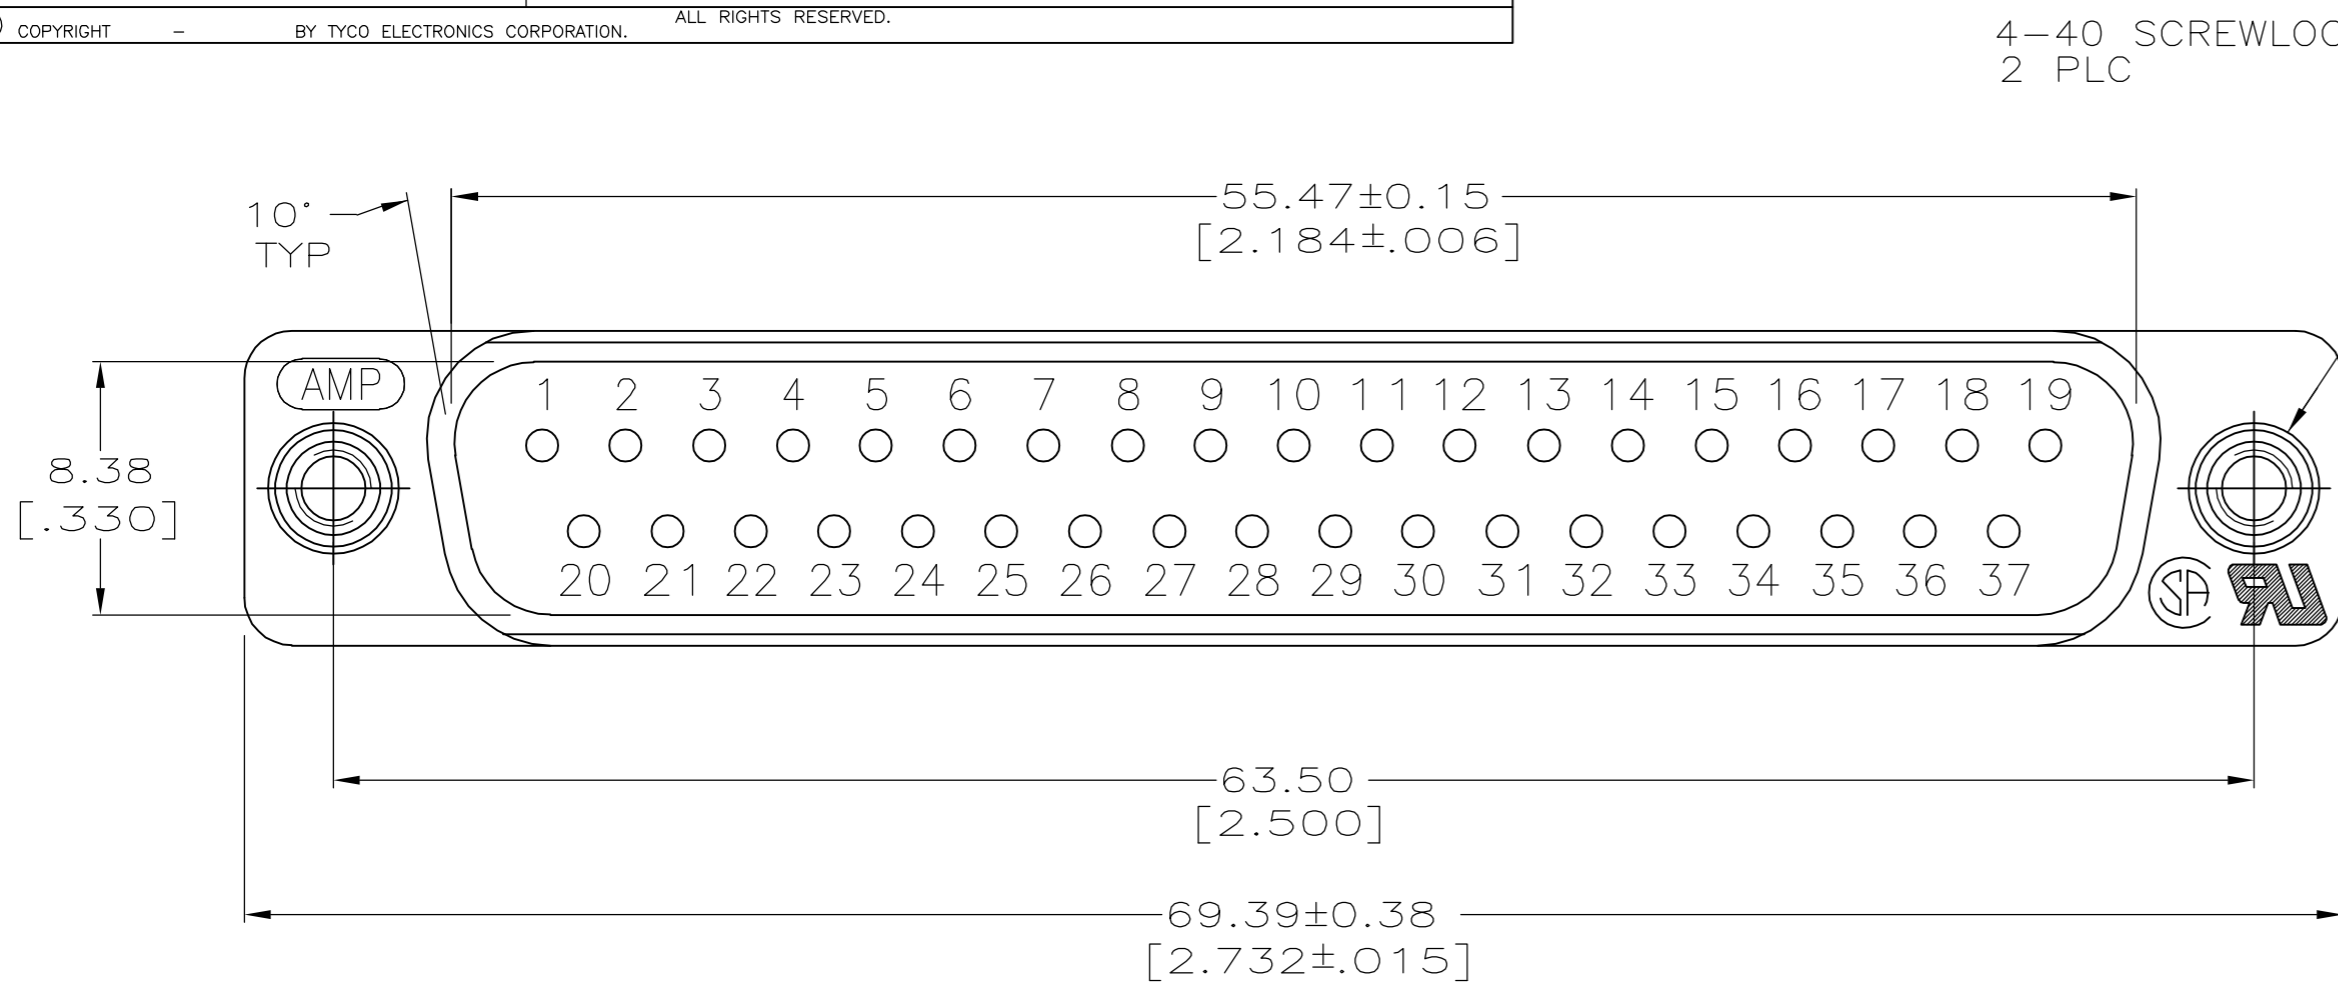 ALL RIGHTS RESERVED.
COPYRIGHT - BY TYCO ELECTRONICS CORPORATION.
4-40 SCREWLOC
2 PLC
10°
TYP
55.47±0.15
[2.184±.006]
AMP
1 2 3 4 5 6 7 8 9 10 11 12 13 14 15 16 17 18 19
8.38
[.330]
20 21 22 23 24 25 26 27 28 29 30 31 32 33 34 35 36 37
63.50
[2.500]
69.39±0.38
[2.732±.015]